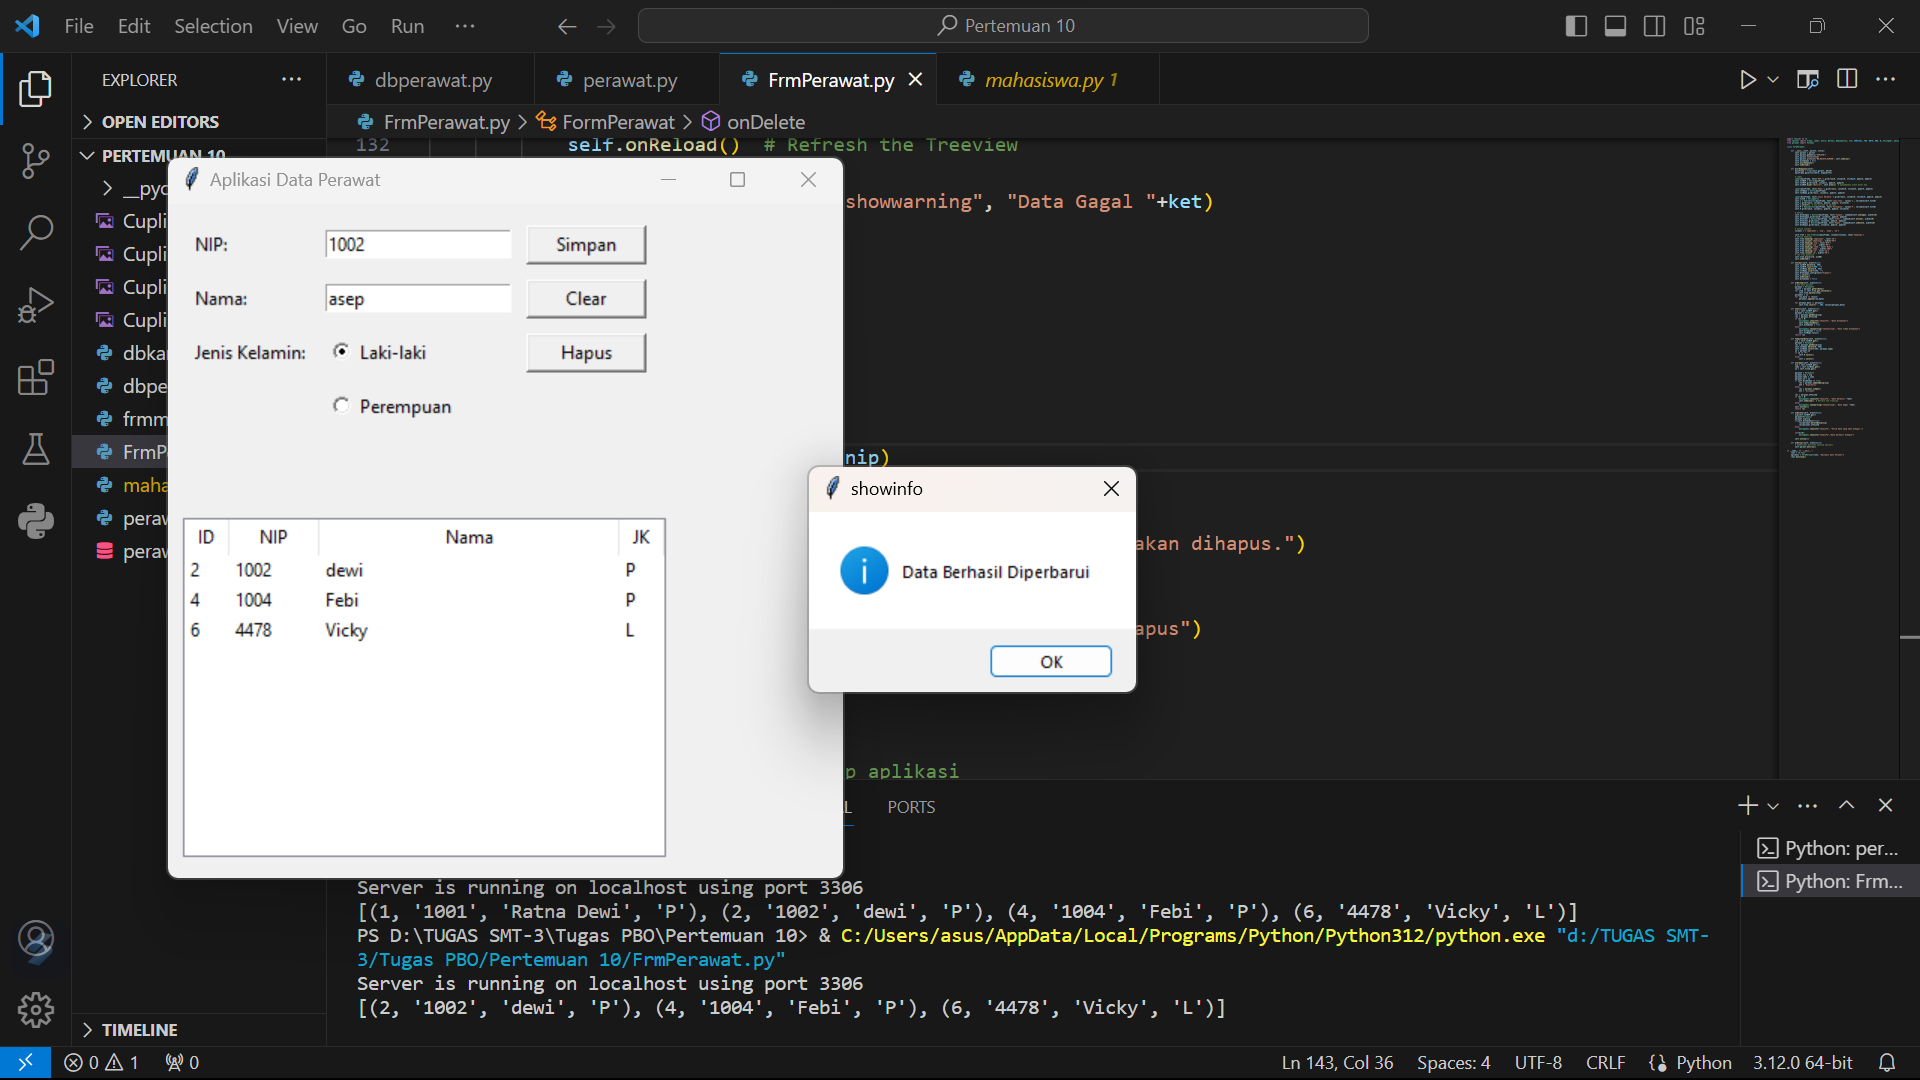 File Edit Selection View Go Run ···
Pertemuan 10
EXPLORER
dbperawat.py
perawat.py
FrmPerawat.py
mahasiswa.py 1
OPEN EDITORS
FrmPerawat.py > FormPerawat > onDelete
PERTEMUAN 10
132 self.onReload() # Refresh the Treeview
Aplikasi Data Perawat
showwarning", "Data Gagal "+ket)
__pyc
Cupli
Cupli
Cupli
Cupli
dbka
dbpe
frmm
FrmP
maha
peraw
peraw
NIP: 1002 Simpan
Nama: asep Clear
Jenis Kelamin: Laki-laki Hapus
Perempuan
nip)
showinfo
akan dihapus.")
Data Berhasil Diperbarui
apus")
OK
ID NIP Nama JK
2 1002 dewi P
4 1004 Febi P
6 4478 Vicky L
p aplikasi
L PORTS
Python: per...
Python: Frm...
Server is running on localhost using port 3306
[(1, '1001', 'Ratna Dewi', 'P'), (2, '1002', 'dewi', 'P'), (4, '1004', 'Febi', 'P'), (6, '4478', 'Vicky', 'L')]
PS D:\TUGAS SMT-3\Tugas PBO\Pertemuan 10> & C:/Users/asus/AppData/Local/Programs/Python/Python312/python.exe "d:/TUGAS SMT-
3/Tugas PBO/Pertemuan 10/FrmPerawat.py"
Server is running on localhost using port 3306
[(2, '1002', 'dewi', 'P'), (4, '1004', 'Febi', 'P'), (6, '4478', 'Vicky', 'L')]
TIMELINE
0 1 0
Ln 143, Col 36 Spaces: 4 UTF-8 CRLF Python 3.12.0 64-bit